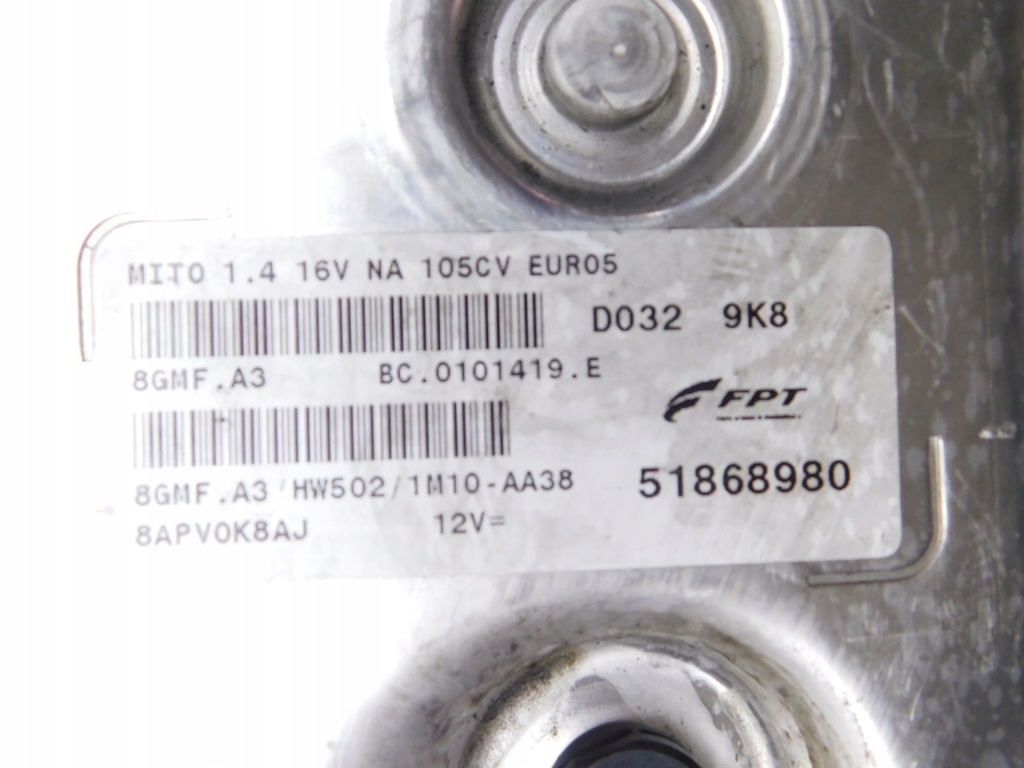 MITO 1.4 16V NA 105CV EURO5
D032 9K8
8GMF.A3 BC.0101419.E
FPT
8GMF.A3 HW502/1M10-AA38
51868980
8APV0K8AJ 12V=